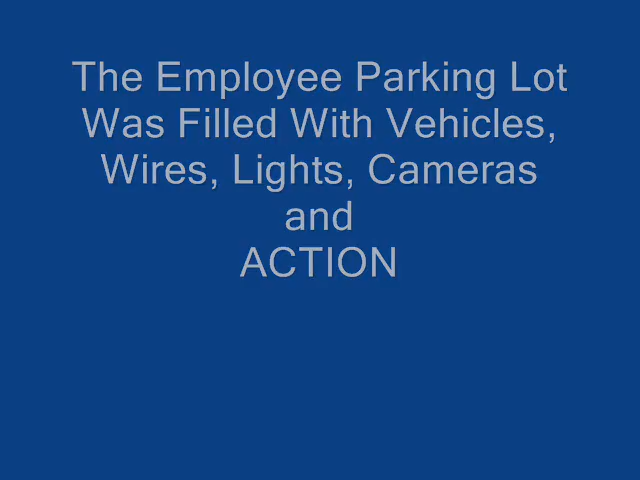 The Employee Parking Lot
Was Filled With Vehicles,
Wires, Lights, Cameras
and
ACTION